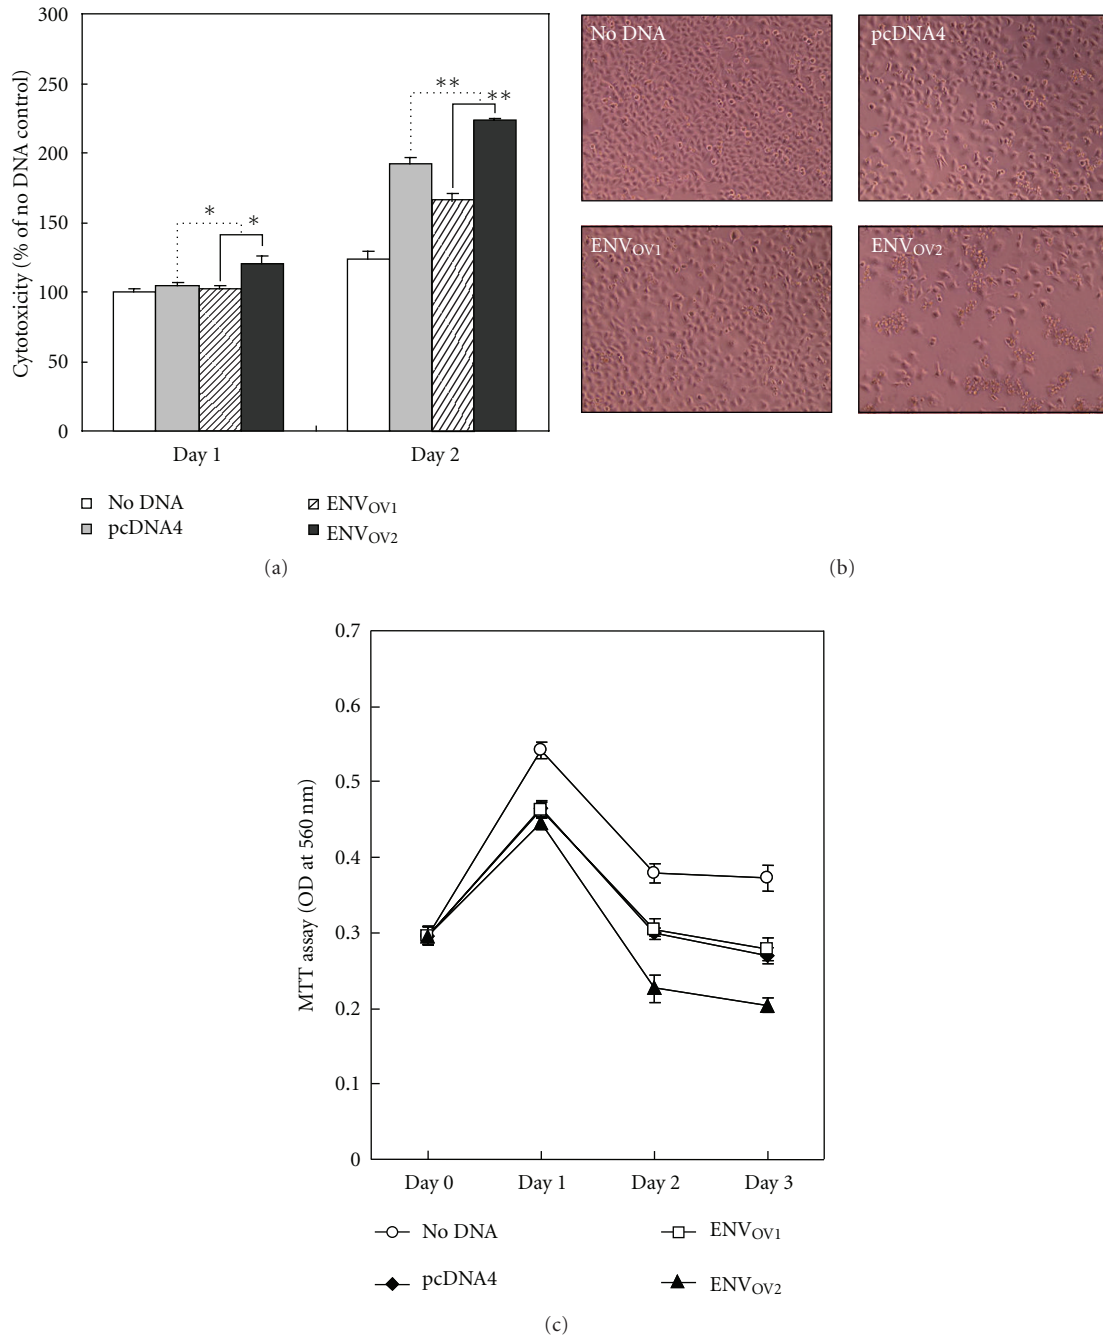 300
250
200
150
100
50
0
Cytotoxicity (% of no DNA control)
* *
** **
Day 1 Day 2
No DNA ENVOV1
pcDNA4 ENVOV2
(a)
No DNA pcDNA4
ENVOV1 ENVOV2
(b)
0.7
0.6
0.5
0.4
0.3
0.2
0.1
0
MTT assay (OD at 560 nm)
Day 0 Day 1 Day 2 Day 3
No DNA ENVOV1
pcDNA4 ENVOV2
(c)